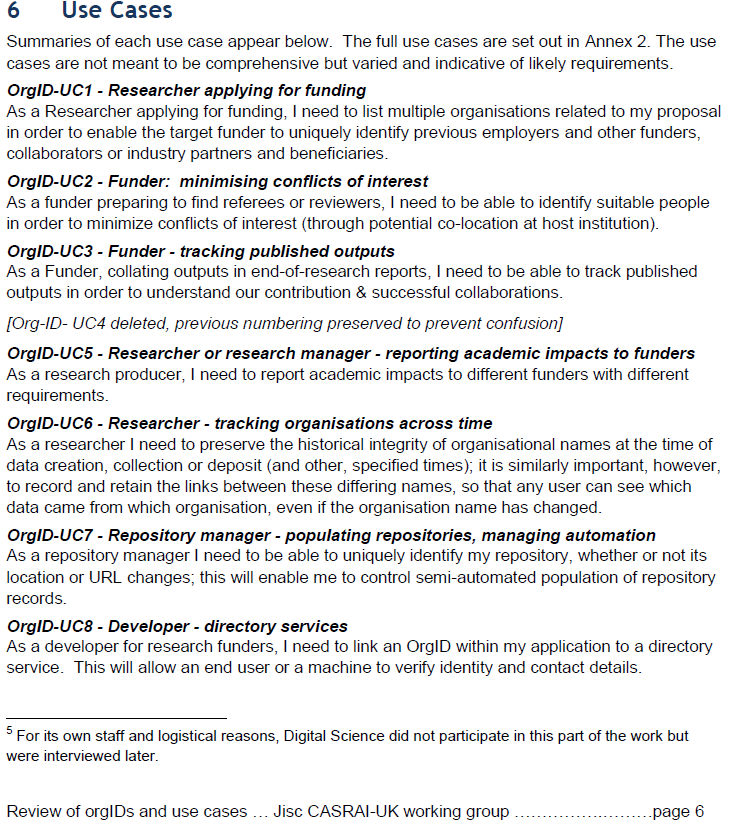 6 Use Cases
Summaries of each use case appear below. The full use cases are set out in Annex 2. The use
cases are not meant to be comprehensive but varied and indicative of likely requirements.
OrgID-UC1 - Researcher applying for funding
As a Researcher applying for funding, I need to list multiple organisations related to my proposal
in order to enable the target funder to uniquely identify previous employers and other funders,
collaborators or industry partners and beneficiaries.
OrgID-UC2 - Funder: minimising conflicts of interest
As a funder preparing to find referees or reviewers, I need to be able to identify suitable people
in order to minimize conflicts of interest (through potential co-location at host institution).
OrgID-UC3 - Funder - tracking published outputs
As a Funder, collating outputs in end-of-research reports, I need to be able to track published
outputs in order to understand our contribution & successful collaborations.
[Org-ID- UC4 deleted, previous numbering preserved to prevent confusion]
OrgID-UC5 - Researcher or research manager - reporting academic impacts to funders
As a research producer, I need to report academic impacts to different funders with different
requirements.
OrgID-UC6 - Researcher - tracking organisations across time
As a researcher I need to preserve the historical integrity of organisational names at the time of
data creation, collection or deposit (and other, specified times); it is similarly important, however,
to record and retain the links between these differing names, so that any user can see which
data came from which organisation, even if the organisation name has changed.
OrgID-UC7 - Repository manager - populating repositories, managing automation
As a repository manager I need to be able to uniquely identify my repository, whether or not its
location or URL changes; this will enable me to control semi-automated population of repository
records.
OrgID-UC8 - Developer - directory services
As a developer for research funders, I need to link an OrgID within my application to a directory
service. This will allow an end user or a machine to verify identity and contact details.
5 For its own staff and logistical reasons, Digital Science did not participate in this part of the work but
were interviewed later.
Review of orgIDs and use cases … Jisc CASRAI-UK working group ………………………page 6